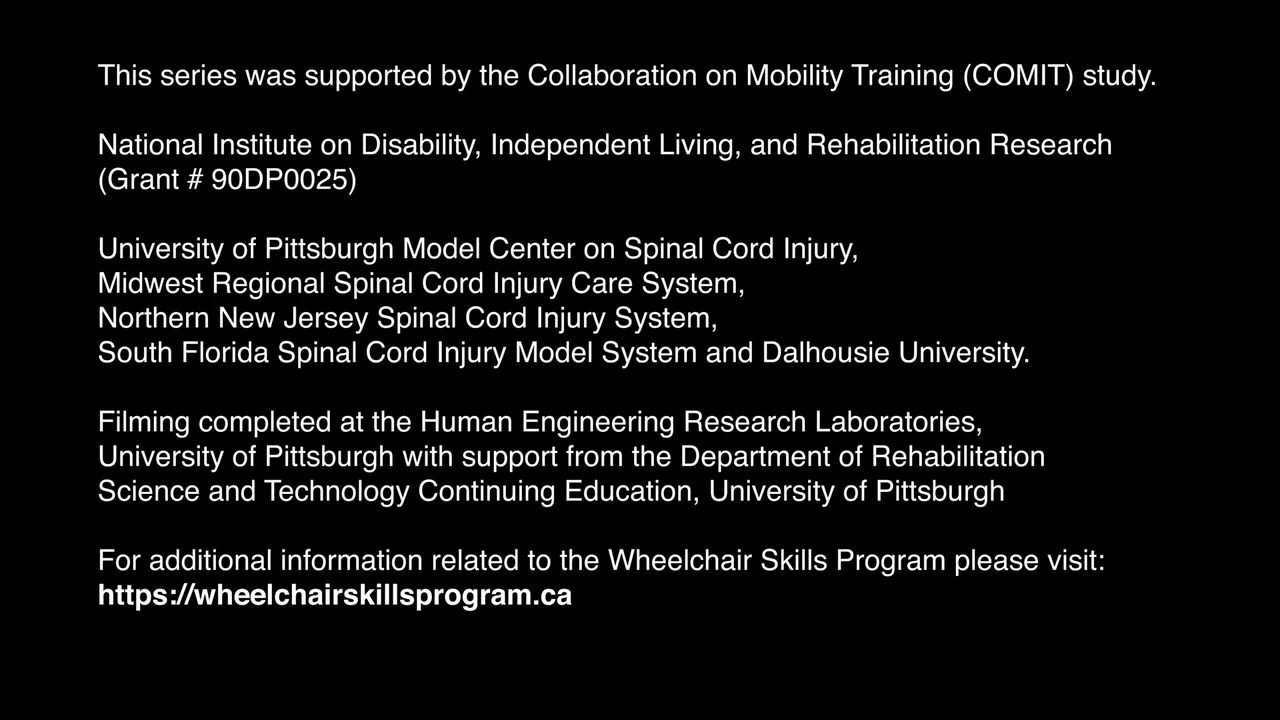 This series was supported by the Collaboration on Mobility Training (COMIT) study.
National Institute on Disability, Independent Living, and Rehabilitation Research
(Grant # 90DP0025)
University of Pittsburgh Model Center on Spinal Cord Injury,
Midwest Regional Spinal Cord Injury Care System,
Northern New Jersey Spinal Cord Injury System,
South Florida Spinal Cord Injury Model System and Dalhousie University.
Filming completed at the Human Engineering Research Laboratories,
University of Pittsburgh with support from the Department of Rehabilitation
Science and Technology Continuing Education, University of Pittsburgh
For additional information related to the Wheelchair Skills Program please visit:
https://wheelchairskillsprogram.ca